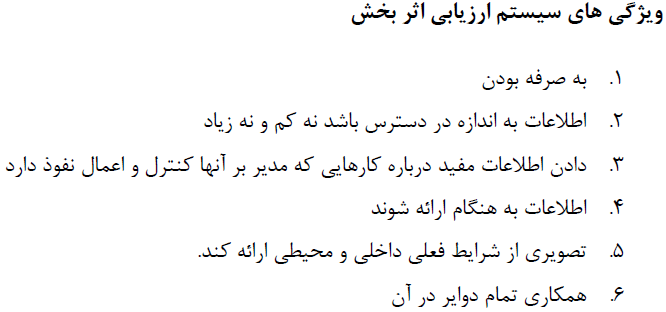 ویژگی های سیستم ارزیابی اثر بخش
۱. به صرفه بودن
۲. اطلاعات به اندازه در دسترس باشد نه کم و نه زیاد
۳. دادن اطلاعات مفید درباره کارهایی که مدیر بر آنها کنترل و اعمال نفوذ دارد
۴. اطلاعات به هنگام ارائه شوند
۵. تصویری از شرایط فعلی داخلی و محیطی ارائه کند.
۶. همکاری تمام دوایر در آن